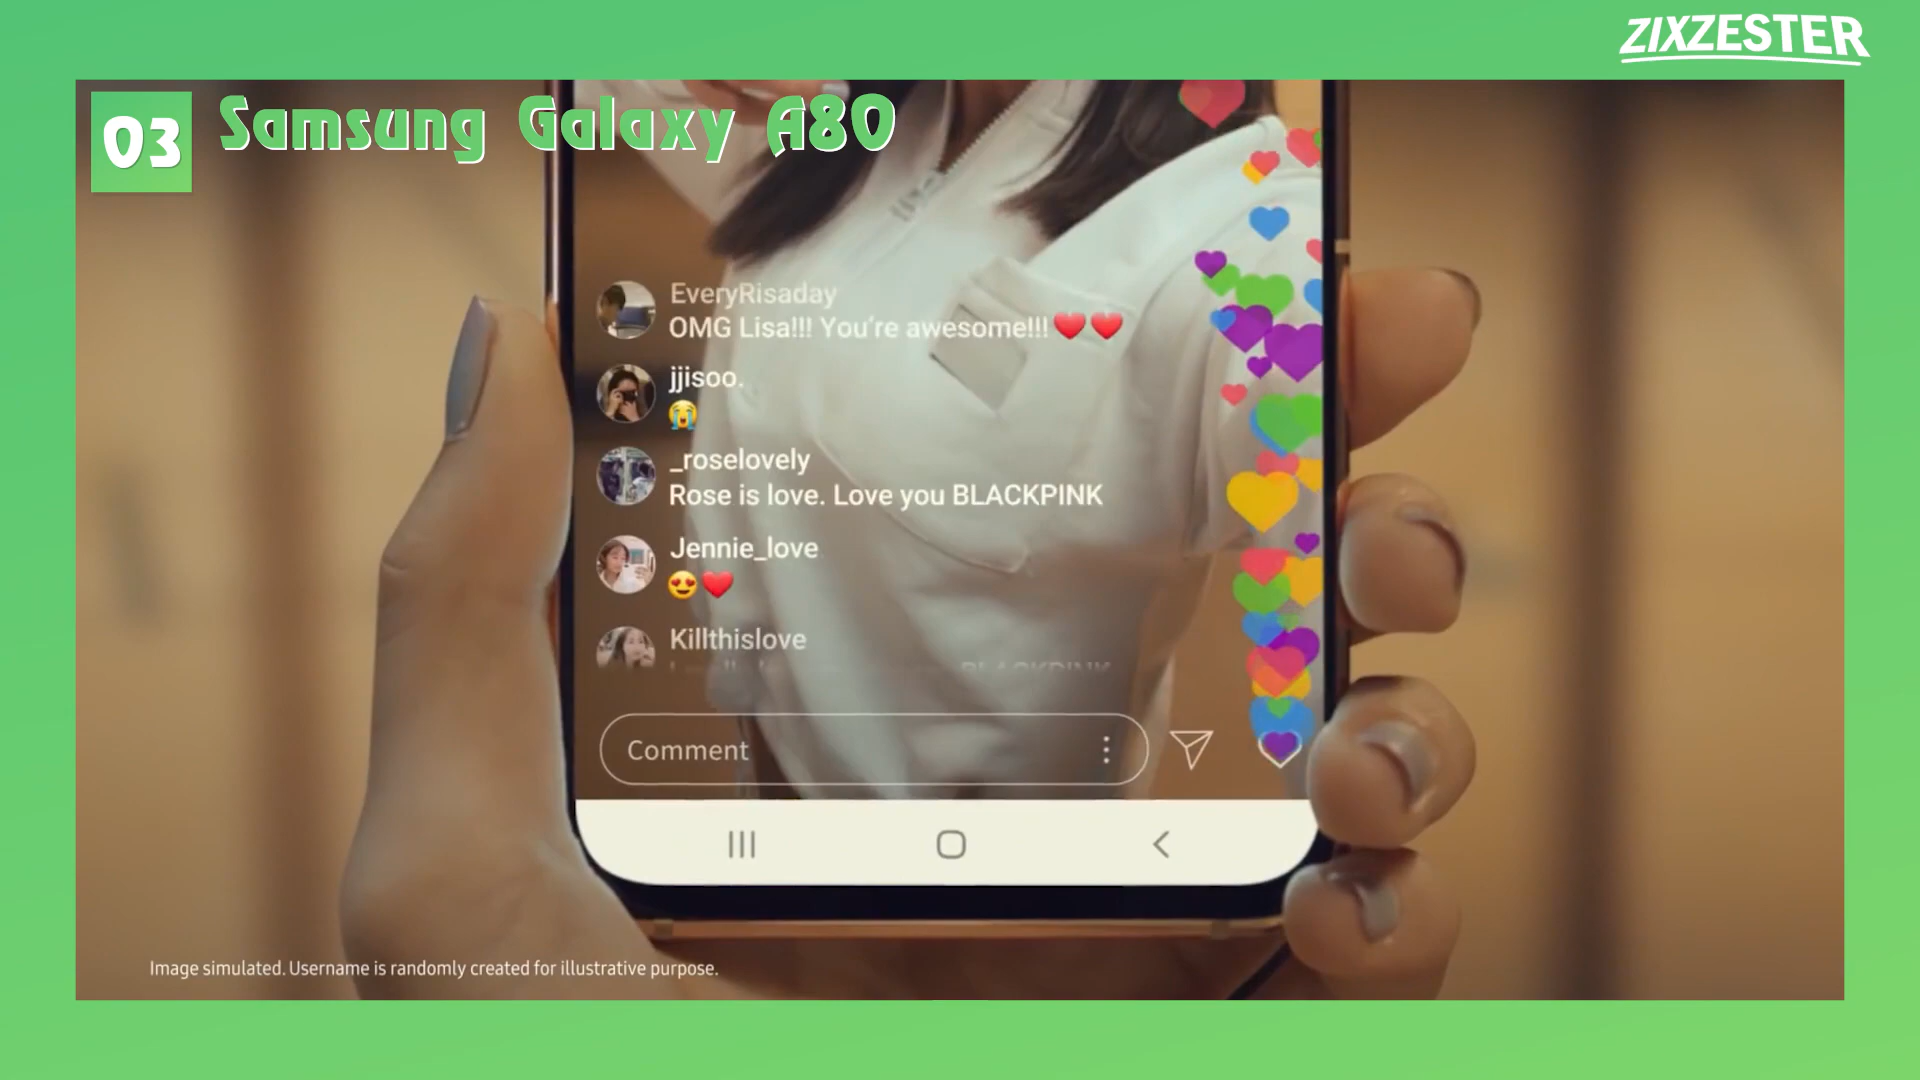 ZIXZESTER
03 Samsung Galaxy A80
EveryRisaday
OMG Lisa!!! You're awesome!!!❤️❤️
jjisoo.
😭
_roselovely
Rose is love. Love you BLACKPINK
Jennie_love
😍❤️
Killthislove
BLACKPINK
Comment
Image simulated. Username is randomly created for illustrative purpose.